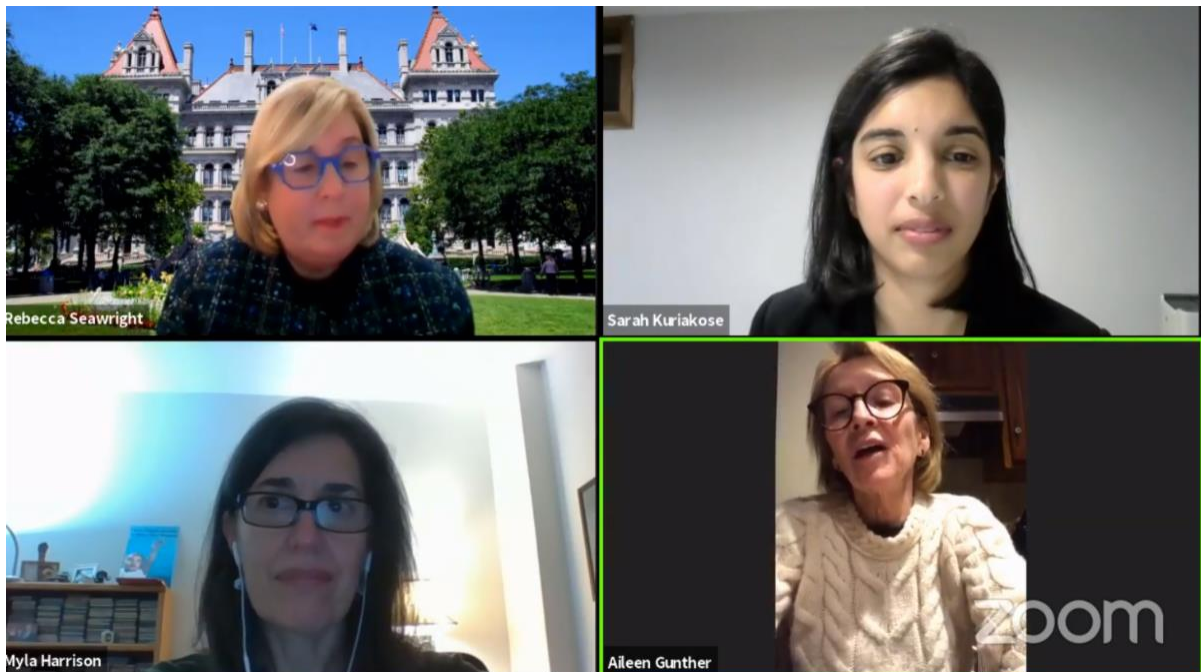 Rebecca Seawright
Sarah Kuriakose
Myla Harrison
Aileen Gunther
zoom